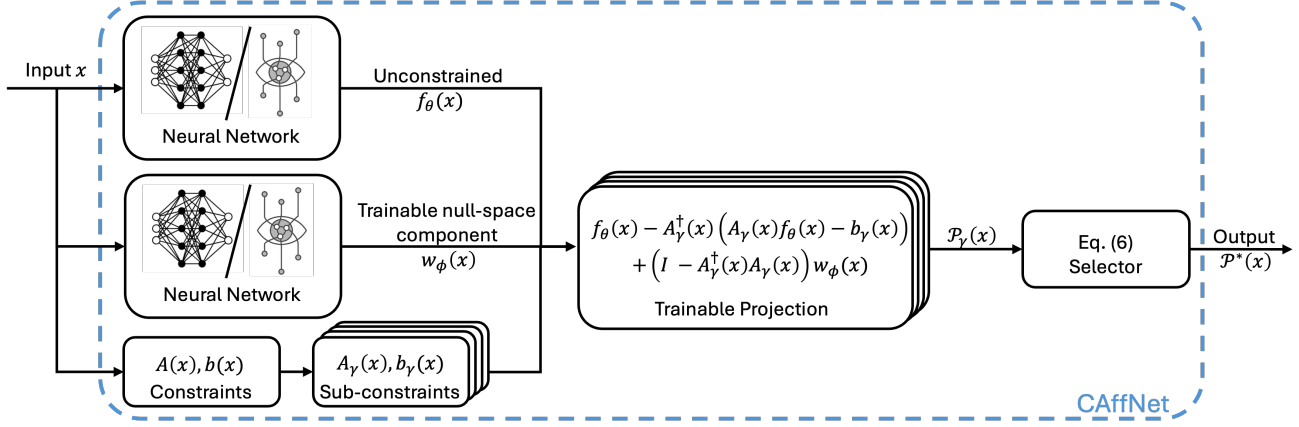 Input 𝑥
Neural Network
Unconstrained
𝑓_θ(𝑥)
Neural Network
Trainable null-space
component
𝑤_ϕ(𝑥)
𝐴(𝑥), 𝑏(𝑥)
Constraints
𝐴_γ(𝑥), 𝑏_γ(𝑥)
Sub-constraints
𝑓_θ(𝑥) − 𝐴_γ^†(𝑥) (𝐴_γ(𝑥)𝑓_θ(𝑥) − 𝑏_γ(𝑥))
+ (𝐼 − 𝐴_γ^†(𝑥)𝐴_γ(𝑥)) 𝑤_ϕ(𝑥)
Trainable Projection
𝒫_γ(𝑥)
Eq. (6)
Selector
Output
𝒫^*(𝑥)
CAffNet